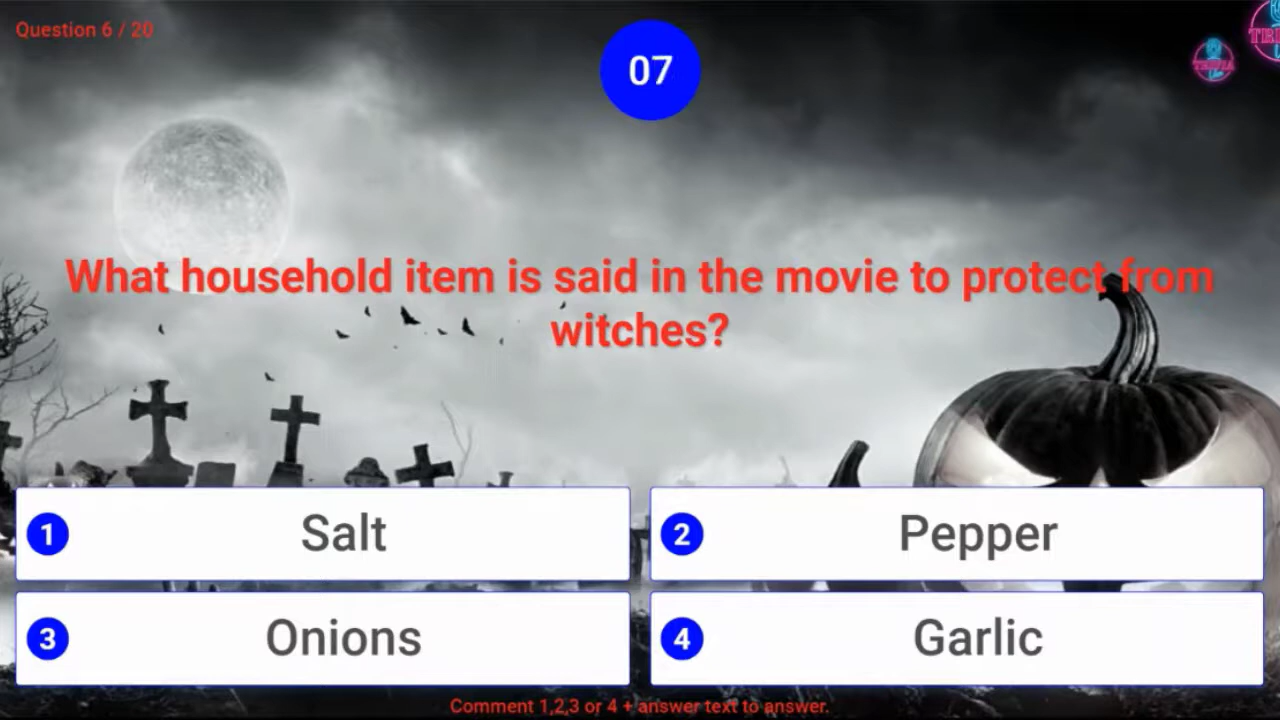 Question 6 / 20
07
TRIVIA
What household item is said in the movie to protect from
witches?
1 Salt
2 Pepper
3 Onions
4 Garlic
Comment 1,2,3 or 4 + answer text to answer.